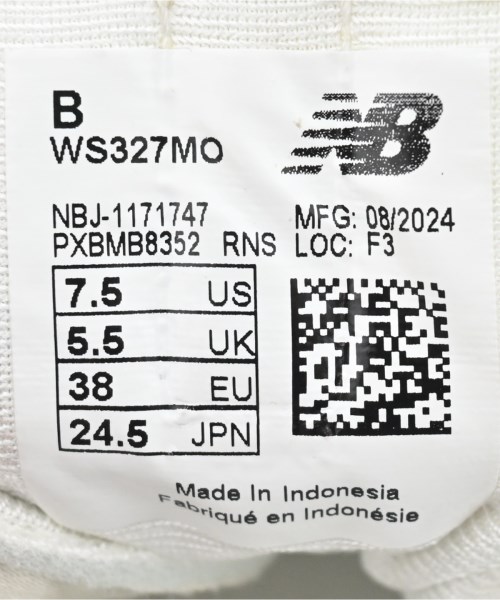 B
WS327MO
NB
NBJ-1171747 MFG: 08/2024
PXBMB8352 RNS LOC: F3
7.5 US
5.5 UK
38 EU
24.5 JPN
Made In Indonesia
Fabriqué en Indonésie